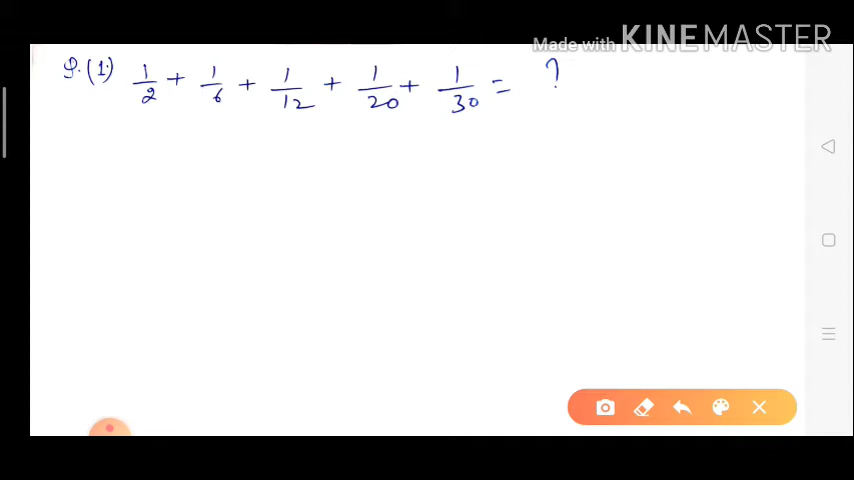 Made with KINEMASTER
Q.(1) 1/2 + 1/6 + 1/12 + 1/20 + 1/30 = ?